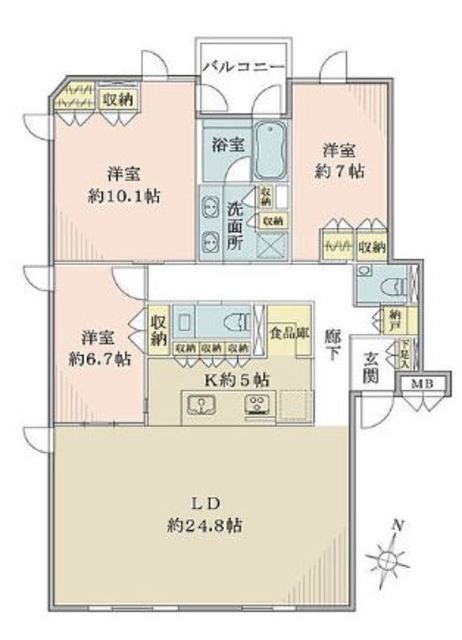 バルコニー
収納
浴室
洋室
約10.1帖
洋室
約7帖
洗面所
収納
収納
収納
納戸
洋室
約6.7帖
収納
食品庫
廊下
下足入
玄関
収納
収納
収納
K約5帖
MB
LD
約24.8帖
N